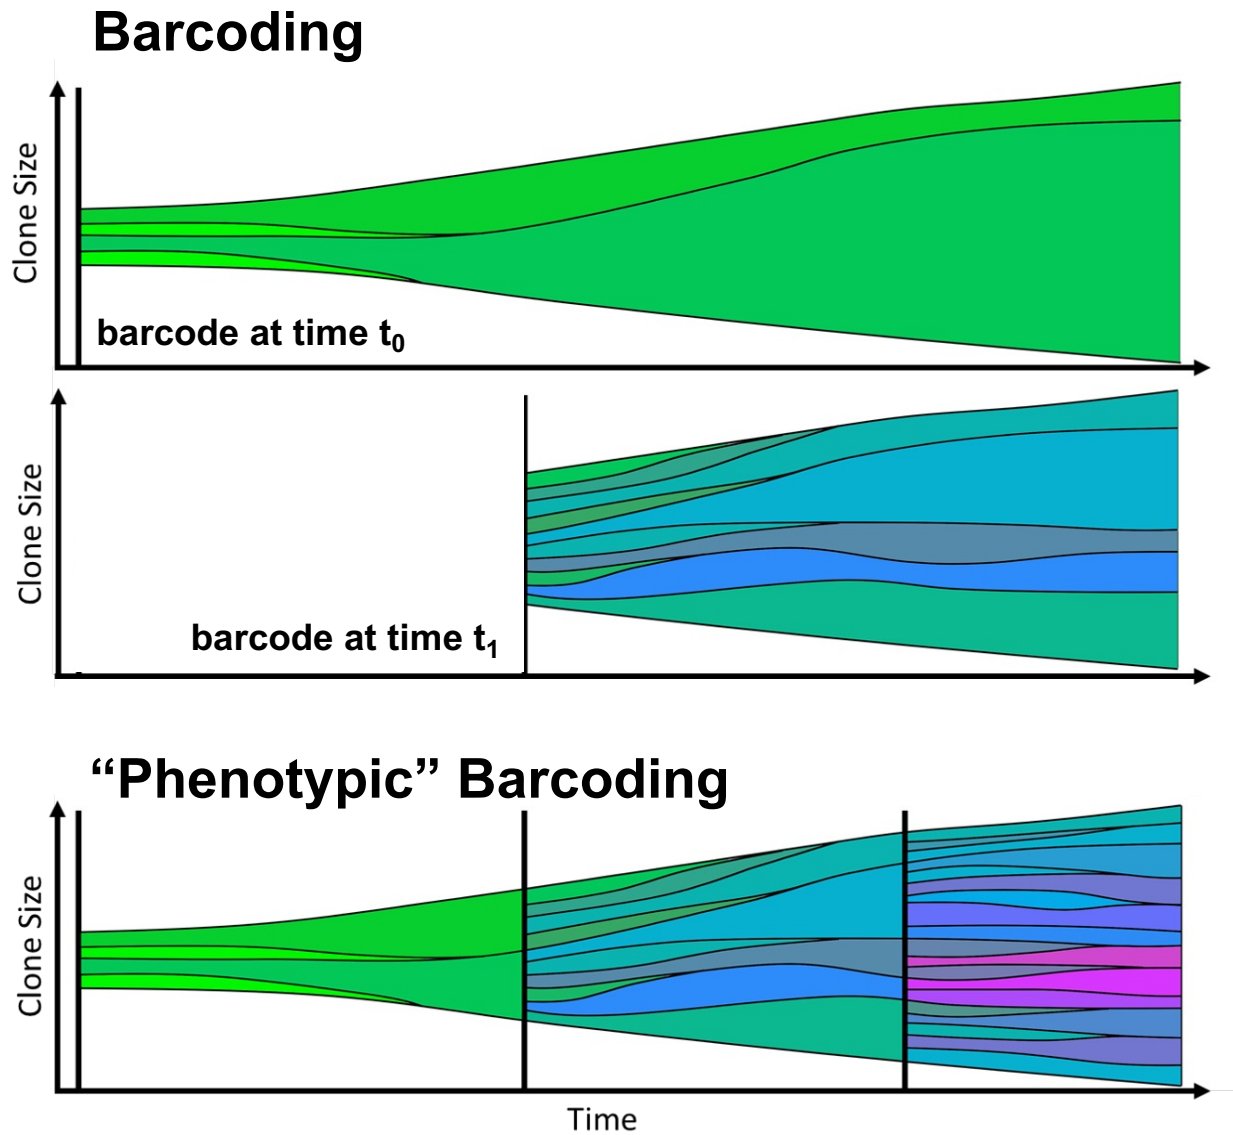 Barcoding
Clone Size
barcode at time t₀
Clone Size
barcode at time t₁
“Phenotypic” Barcoding
Clone Size
Time